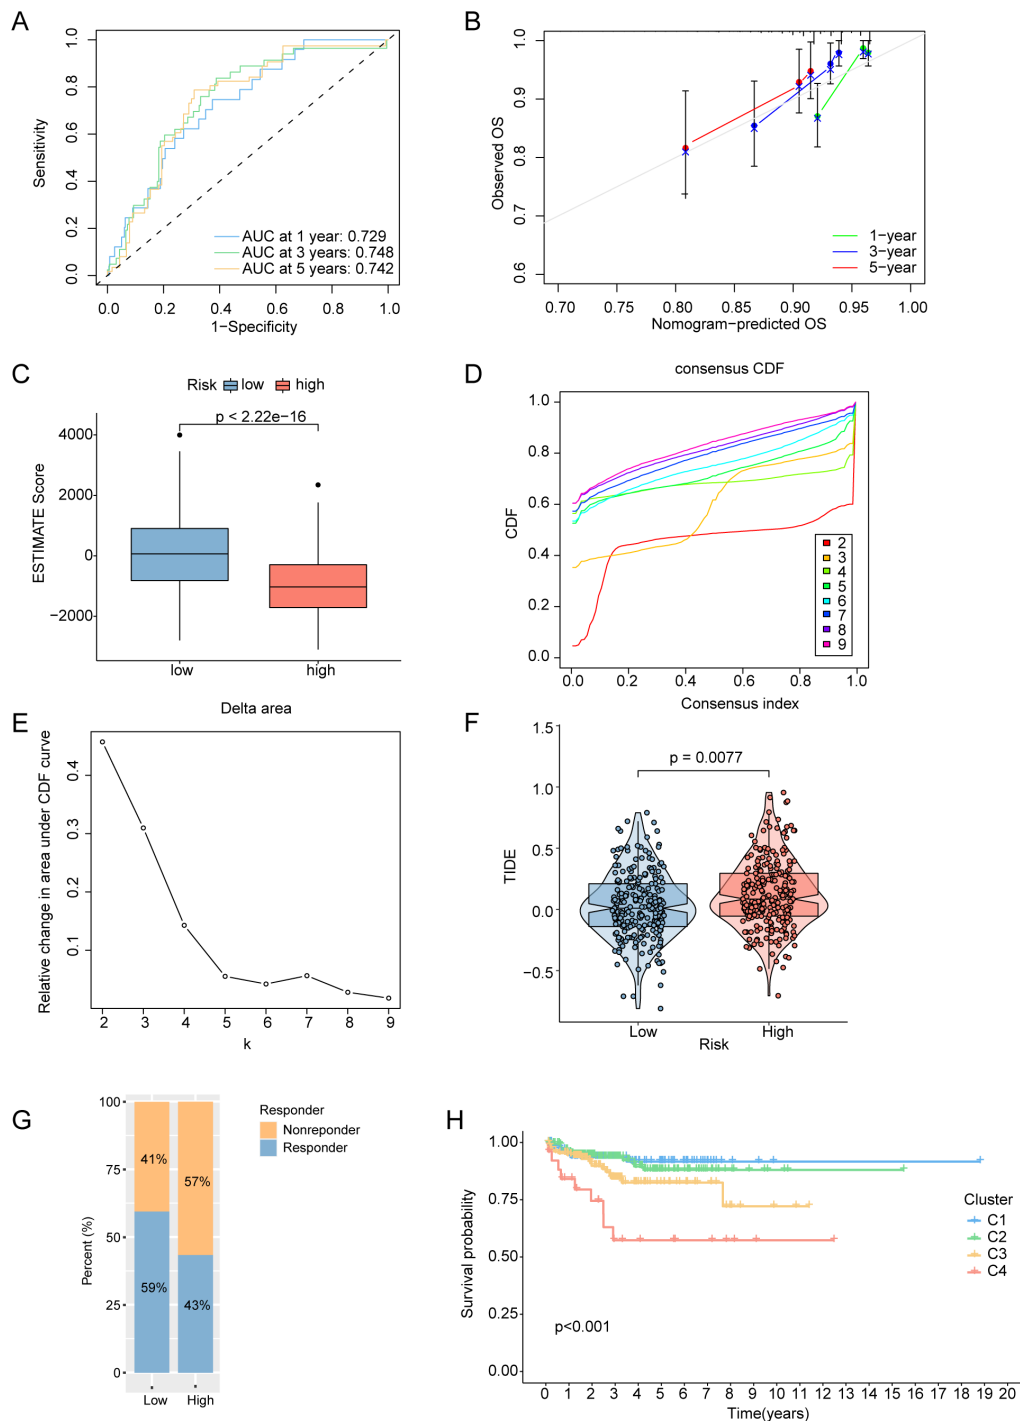 A
1.0
0.8
0.6
0.4
0.2
0.0
Sensitivity
AUC at 1 year: 0.729
AUC at 3 years: 0.748
AUC at 5 years: 0.742
0.0 0.2 0.4 0.6 0.8 1.0
1−Specificity
B
1.0
0.9
0.8
0.7
0.6
Observed OS
1−year
3−year
5−year
0.70 0.75 0.80 0.85 0.90 0.95 1.00
Nomogram−predicted OS
C
Risk low high
p < 2.22e−16
4000
2000
0
−2000
ESTIMATE Score
low high
D
consensus CDF
1.0
0.8
0.6
0.4
0.2
0.0
CDF
2
3
4
5
6
7
8
9
0.0 0.2 0.4 0.6 0.8 1.0
Consensus index
E
Delta area
0.4
0.3
0.2
0.1
Relative change in area under CDF curve
2 3 4 5 6 7 8 9
k
F
1.5
1.0
0.5
0.0
−0.5
TIDE
p = 0.0077
Low High
Risk
G
100
75
50
25
0
Percent (%)
41%
57%
59%
43%
Low High
Responder
Nonreponder
Responder
H
1.00
0.75
0.50
0.25
0.00
Survival probability
p<0.001
Cluster
C1
C2
C3
C4
0 1 2 3 4 5 6 7 8 9 10 11 12 13 14 15 16 17 18 19 20
Time(years)